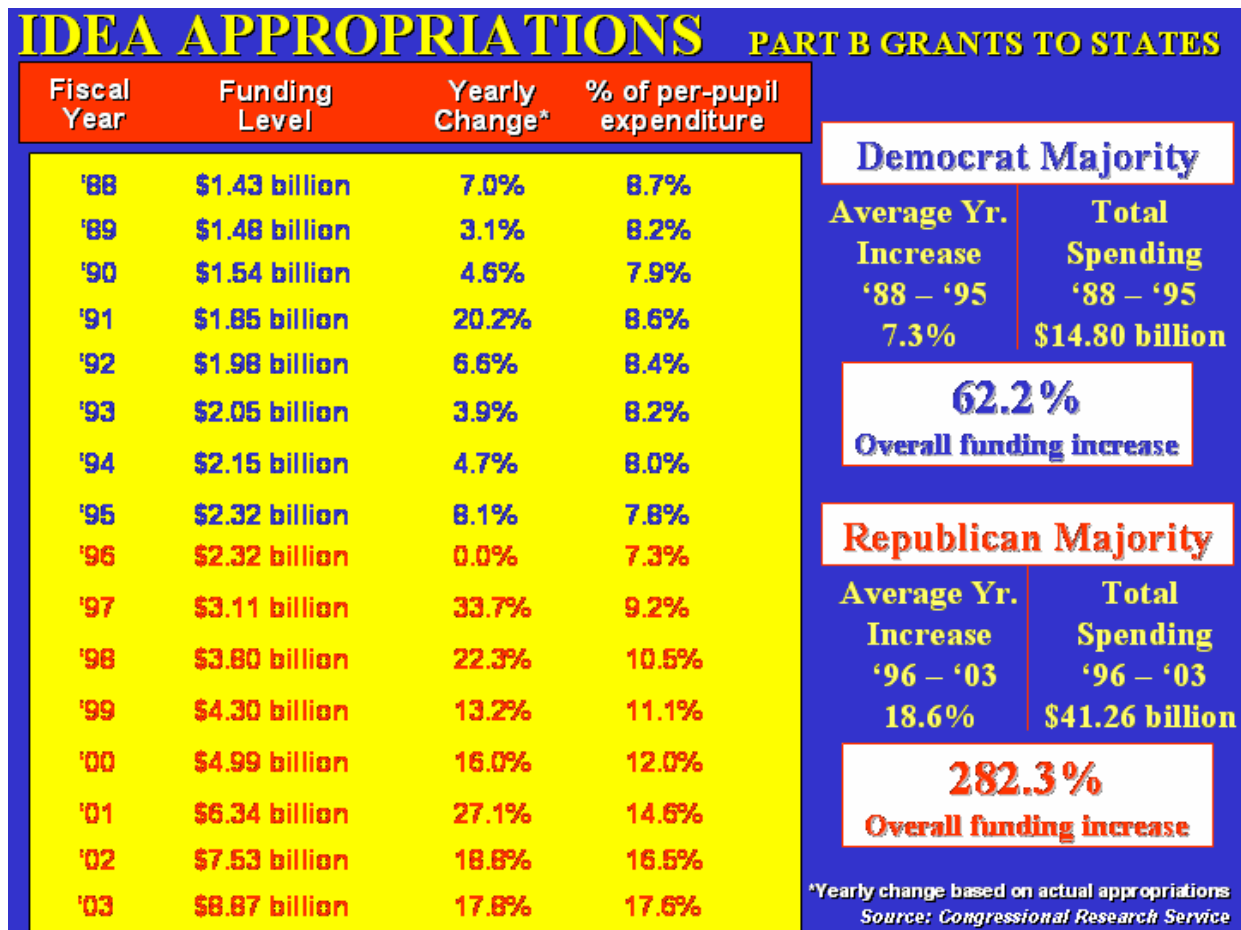 IDEA APPROPRIATIONS PART B GRANTS TO STATES
Fiscal Year Funding Level Yearly Change* % of per-pupil expenditure
'88 $1.43 billion 7.0% 8.7%
'89 $1.48 billion 3.1% 8.2%
'90 $1.54 billion 4.6% 7.9%
'91 $1.85 billion 20.2% 8.6%
'92 $1.98 billion 6.6% 8.4%
'93 $2.05 billion 3.9% 8.2%
'94 $2.15 billion 4.7% 8.0%
'95 $2.32 billion 8.1% 7.8%
'96 $2.32 billion 0.0% 7.3%
'97 $3.11 billion 33.7% 9.2%
'98 $3.80 billion 22.3% 10.5%
'99 $4.30 billion 13.2% 11.1%
'00 $4.99 billion 16.0% 12.0%
'01 $6.34 billion 27.1% 14.6%
'02 $7.53 billion 18.8% 16.5%
'03 $8.87 billion 17.8% 17.6%
Democrat Majority
Average Yr. Total
Increase Spending
‘88 – ‘95 ‘88 – ‘95
7.3% $14.80 billion
62.2%
Overall funding increase
Republican Majority
Average Yr. Total
Increase Spending
‘96 – ‘03 ‘96 – ‘03
18.6% $41.26 billion
282.3%
Overall funding increase
*Yearly change based on actual appropriations
Source: Congressional Research Service